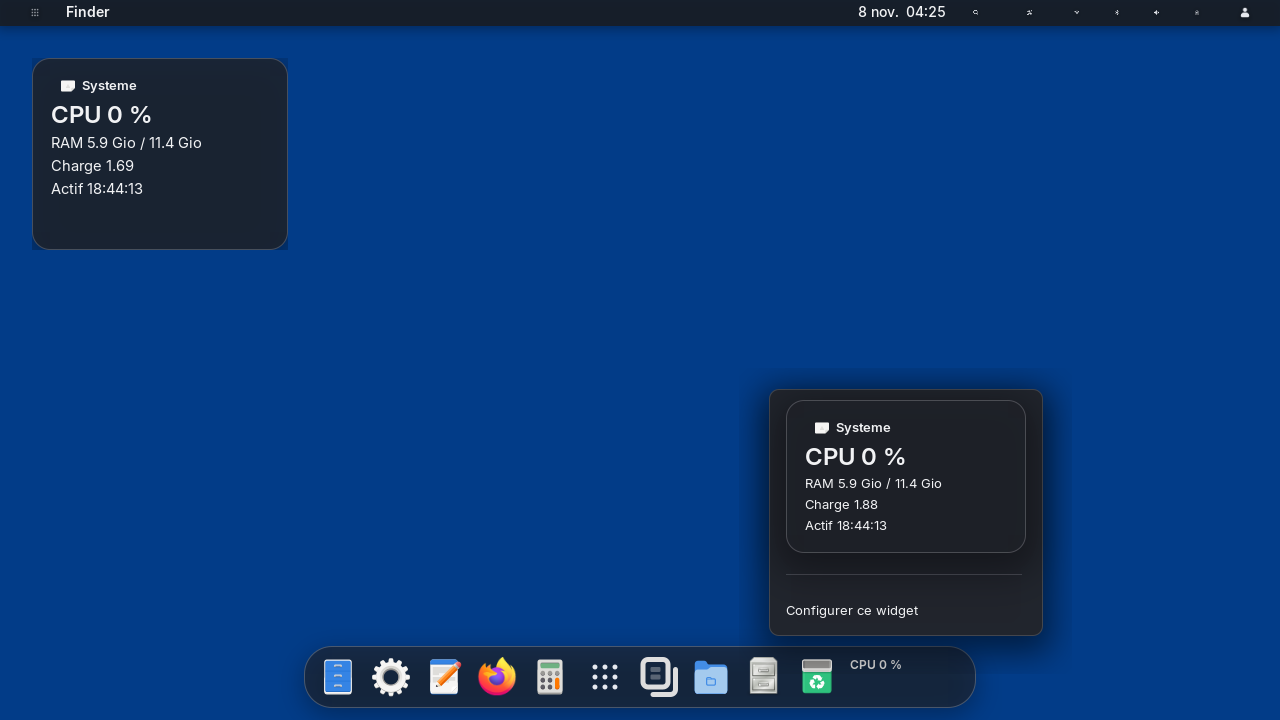 Finder
8 nov. 04:25
Systeme
CPU 0 %
RAM 5.9 Gio / 11.4 Gio
Charge 1.69
Actif 18:44:13
Systeme
CPU 0 %
RAM 5.9 Gio / 11.4 Gio
Charge 1.88
Actif 18:44:13
Configurer ce widget
CPU 0 %